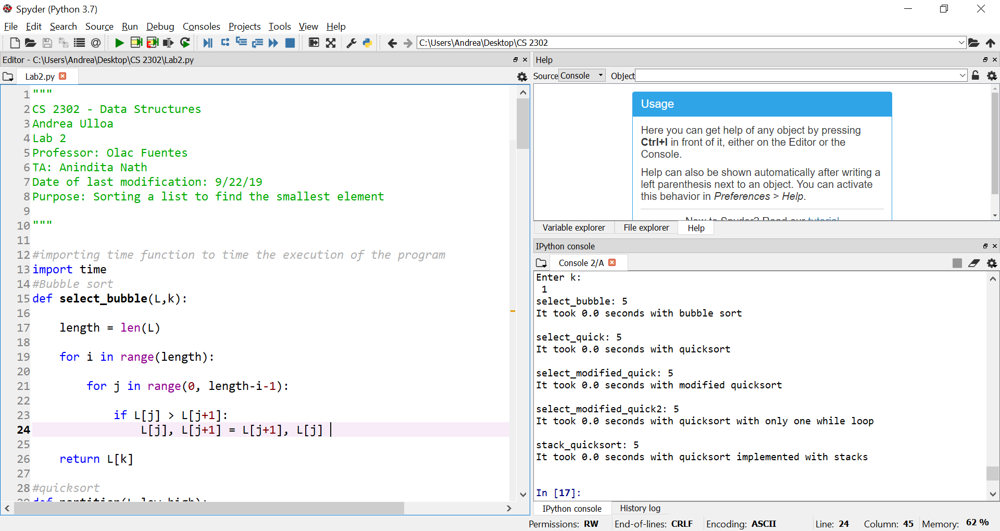 Spyder (Python 3.7)
File Edit Search Source Run Debug Consoles Projects Tools View Help
C:\Users\Andrea\Desktop\CS 2302
Editor - C:\Users\Andrea\Desktop\CS 2302\Lab2.py
Lab2.py
1 """
2 CS 2302 - Data Structures
3 Andrea Ulloa
4 Lab 2
5 Professor: Olac Fuentes
6 TA: Anindita Nath
7 Date of last modification: 9/22/19
8 Purpose: Sorting a list to find the smallest element
9
10 """
11
12 #importing time function to time the execution of the program
13 import time
14 #Bubble sort
15 def select_bubble(L,k):
16
17     length = len(L)
18
19     for i in range(length):
20
21         for j in range(0, length-i-1):
22
23             if L[j] > L[j+1]:
24                 L[j], L[j+1] = L[j+1], L[j]
25
26     return L[k]
27
28 #quicksort
29 def partition(L,low,high):
Help
Source Console Object
Usage
Here you can get help of any object by pressing
Ctrl+I in front of it, either on the Editor or the
Console.
Help can also be shown automatically after writing a
left parenthesis next to an object. You can activate
this behavior in Preferences > Help.
New to Spyder? Read our tutorial
Variable explorer File explorer Help
IPython console
Console 2/A
Enter k:
1
select_bubble: 5
It took 0.0 seconds with bubble sort
select_quick: 5
It took 0.0 seconds with quicksort
select_modified_quick: 5
It took 0.0 seconds with modified quicksort
select_modified_quick2: 5
It took 0.0 seconds with quicksort with only one while loop
stack_quicksort: 5
It took 0.0 seconds with quicksort implemented with stacks
In [17]:
IPython console History log
Permissions: RW End-of-lines: CRLF Encoding: ASCII Line: 24 Column: 45 Memory: 62 %